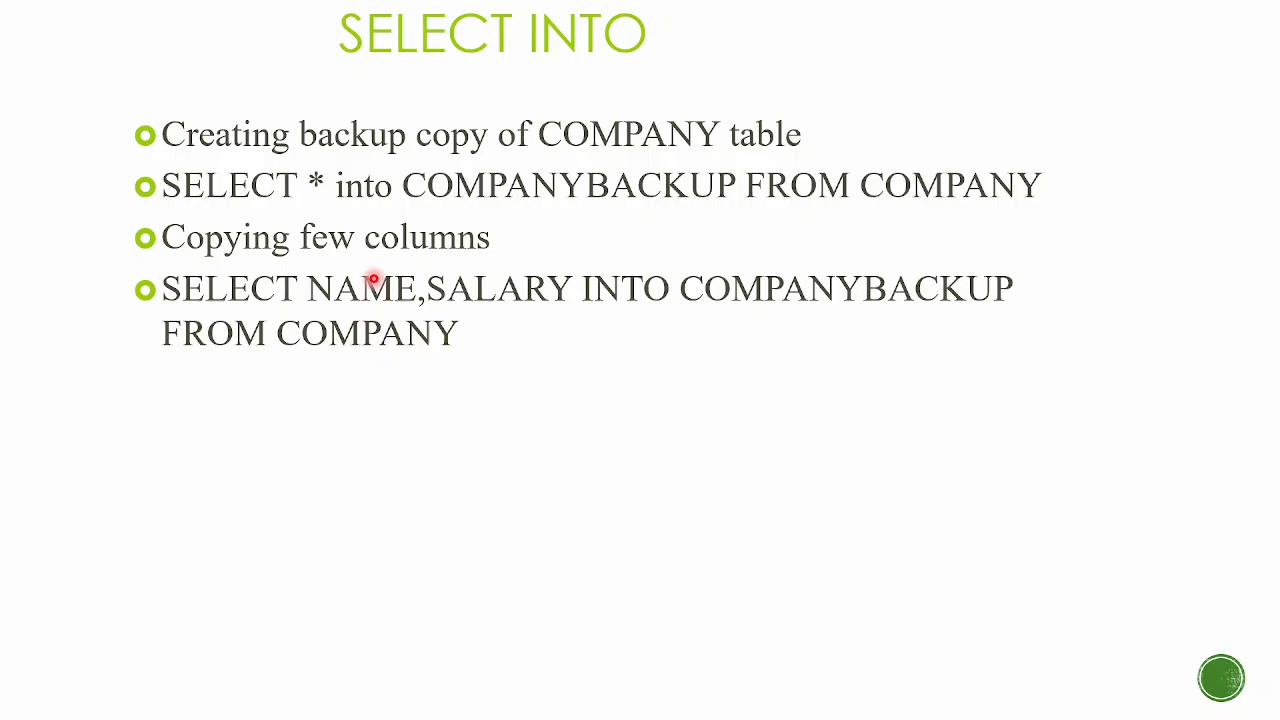 SELECT INTO
Creating backup copy of COMPANY table
SELECT * into COMPANYBACKUP FROM COMPANY
Copying few columns
SELECT NAME,SALARY INTO COMPANYBACKUP
FROM COMPANY